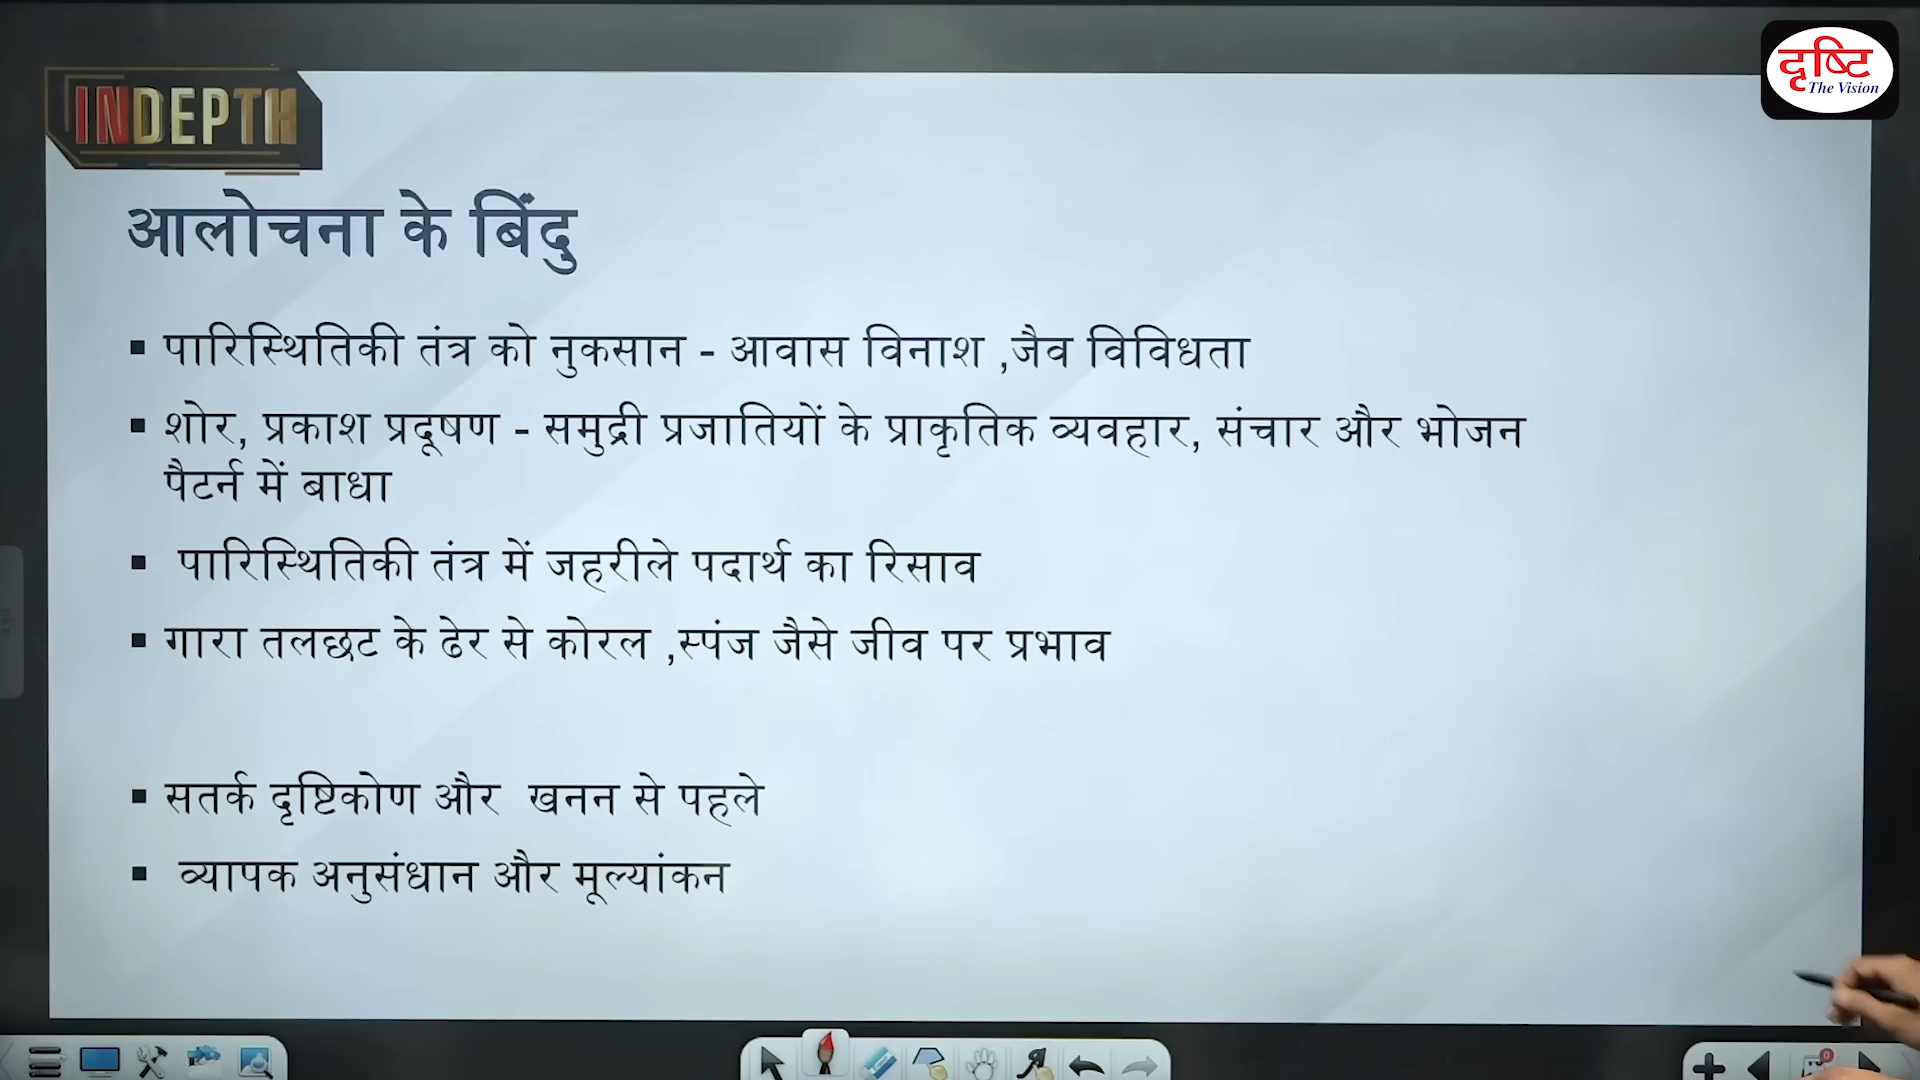 INDEPTH
दृष्टि
The Vision
आलोचना के बिंदु
▪ पारिस्थितिकी तंत्र को नुकसान - आवास विनाश ,जैव विविधता
▪ शोर, प्रकाश प्रदूषण - समुद्री प्रजातियों के प्राकृतिक व्यवहार, संचार और भोजन
पैटर्न में बाधा
▪ पारिस्थितिकी तंत्र में जहरीले पदार्थ का रिसाव
▪ गारा तलछट के ढेर से कोरल ,स्पंज जैसे जीव पर प्रभाव
▪ सतर्क दृष्टिकोण और खनन से पहले
▪ व्यापक अनुसंधान और मूल्यांकन
0